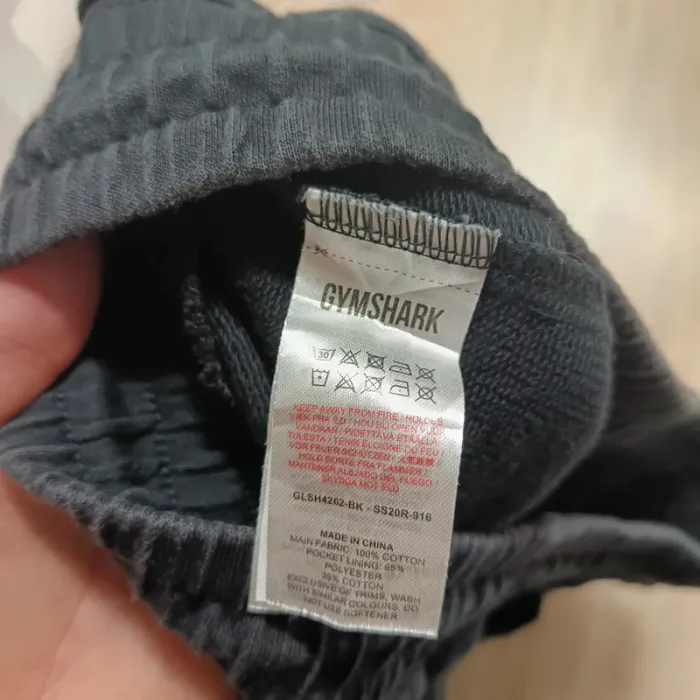 GYMSHARK
30
KEEP AWAY FROM FIRE / HOLDES
VÆK FRA ILD / HOU BIJ OPEN VUUR
VANDAAN / PIDETTÄVÄ ETÄÄLLÄ
TULESTA / TENIR ÉLOIGNÉ DU FEU /
VOR FEUER SCHÜTZEN /
HOLD BORTE FRA FLAMMER /
MANTENER ALEJADO DEL FUEGO /
SKYDDA MOT ELD
GLSH4262-BK - SS20R-916
MADE IN CHINA
MAIN FABRIC: 100% COTTON
POCKET LINING: 65%
POLYESTER
35% COTTON
EXCLUSIVE OF TRIMS, WASH
WITH SIMILAR COLOURS. DO
NOT USE SOFTENER